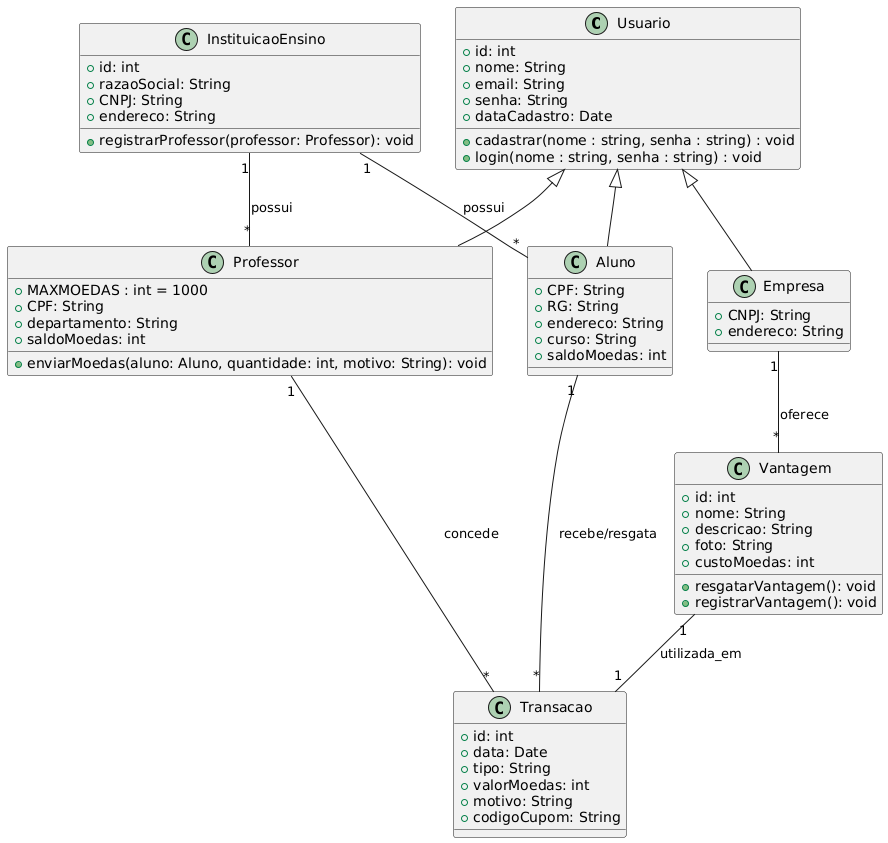 C InstituicaoEnsino
id: int
razaoSocial: String
CNPJ: String
endereco: String
registrarProfessor(professor: Professor): void
C Usuario
id: int
nome: String
email: String
senha: String
dataCadastro: Date
cadastrar(nome : string, senha : string) : void
login(nome : string, senha : string) : void
1
possui
*
1
possui
*
C Professor
MAXMOEDAS : int = 1000
CPF: String
departamento: String
saldoMoedas: int
enviarMoedas(aluno: Aluno, quantidade: int, motivo: String): void
C Aluno
CPF: String
RG: String
endereco: String
curso: String
saldoMoedas: int
C Empresa
CNPJ: String
endereco: String
1
oferece
*
1
concede
*
1
recebe/resgata
*
C Vantagem
id: int
nome: String
descricao: String
foto: String
custoMoedas: int
resgatarVantagem(): void
registrarVantagem(): void
1
utilizada_em
1
C Transacao
id: int
data: Date
tipo: String
valorMoedas: int
motivo: String
codigoCupom: String